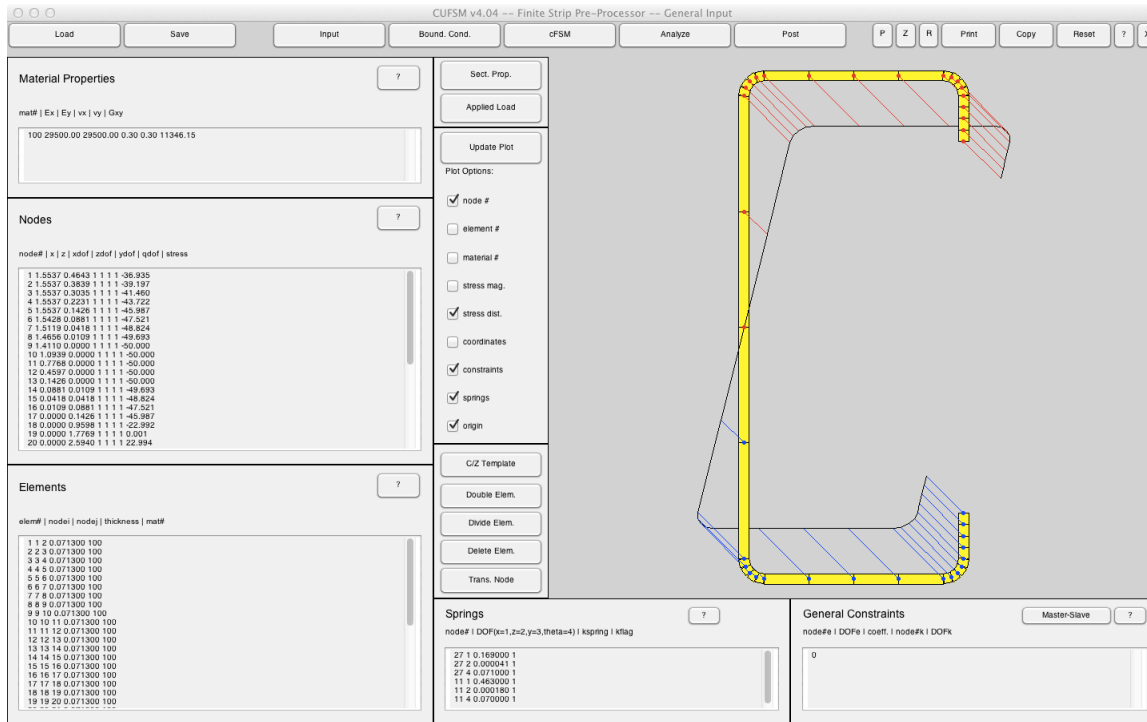 CUFSM v4.04 -- Finite Strip Pre-Processor -- General Input
Load Save Input Bound. Cond. cFSM Analyze Post P Z R Print Copy Reset ? X
Material Properties ?
mat# | Ex | Ey | vx | vy | Gxy
100 29500.00 29500.00 0.30 0.30 11346.15
Nodes ?
node# | x | z | xdof | zdof | ydof | qdof | stress
1 1.5537 0.4643 1 1 1 1 -36.935
2 1.5537 0.3839 1 1 1 1 -39.197
3 1.5537 0.3035 1 1 1 1 -41.460
4 1.5537 0.2231 1 1 1 1 -43.722
5 1.5537 0.1426 1 1 1 1 -45.987
6 1.5428 0.0881 1 1 1 1 -47.521
7 1.5119 0.0418 1 1 1 1 -48.824
8 1.4656 0.0109 1 1 1 1 -49.693
9 1.4110 0.0000 1 1 1 1 -50.000
10 1.0939 0.0000 1 1 1 1 -50.000
11 0.7768 0.0000 1 1 1 1 -50.000
12 0.4597 0.0000 1 1 1 1 -50.000
13 0.1426 0.0000 1 1 1 1 -50.000
14 0.0881 0.0109 1 1 1 1 -49.693
15 0.0418 0.0418 1 1 1 1 -48.824
16 0.0109 0.0881 1 1 1 1 -47.521
17 0.0000 0.1426 1 1 1 1 -45.987
18 0.0000 0.9598 1 1 1 1 -22.992
19 0.0000 1.7769 1 1 1 1 0.001
20 0.0000 2.5940 1 1 1 1 22.994
Elements ?
elem# | nodei | nodej | thickness | mat#
1 1 2 0.071300 100
2 2 3 0.071300 100
3 3 4 0.071300 100
4 4 5 0.071300 100
5 5 6 0.071300 100
6 6 7 0.071300 100
7 7 8 0.071300 100
8 8 9 0.071300 100
9 9 10 0.071300 100
10 10 11 0.071300 100
11 11 12 0.071300 100
12 12 13 0.071300 100
13 13 14 0.071300 100
14 14 15 0.071300 100
15 15 16 0.071300 100
16 16 17 0.071300 100
17 17 18 0.071300 100
18 18 19 0.071300 100
19 19 20 0.071300 100
Sect. Prop.
Applied Load
Update Plot
Plot Options:
node #
element #
material #
stress mag.
stress dist.
coordinates
constraints
springs
origin
C/Z Template
Double Elem.
Divide Elem.
Delete Elem.
Trans. Node
Springs ?
node# | DOF(x=1,z=2,y=3,theta=4) | kspring | kflag
27 1 0.169000 1
27 2 0.000041 1
27 4 0.071000 1
11 1 0.463000 1
11 2 0.000180 1
11 4 0.070000 1
General Constraints Master-Slave ?
node#e | DOFe | coeff. | node#k | DOFk
0